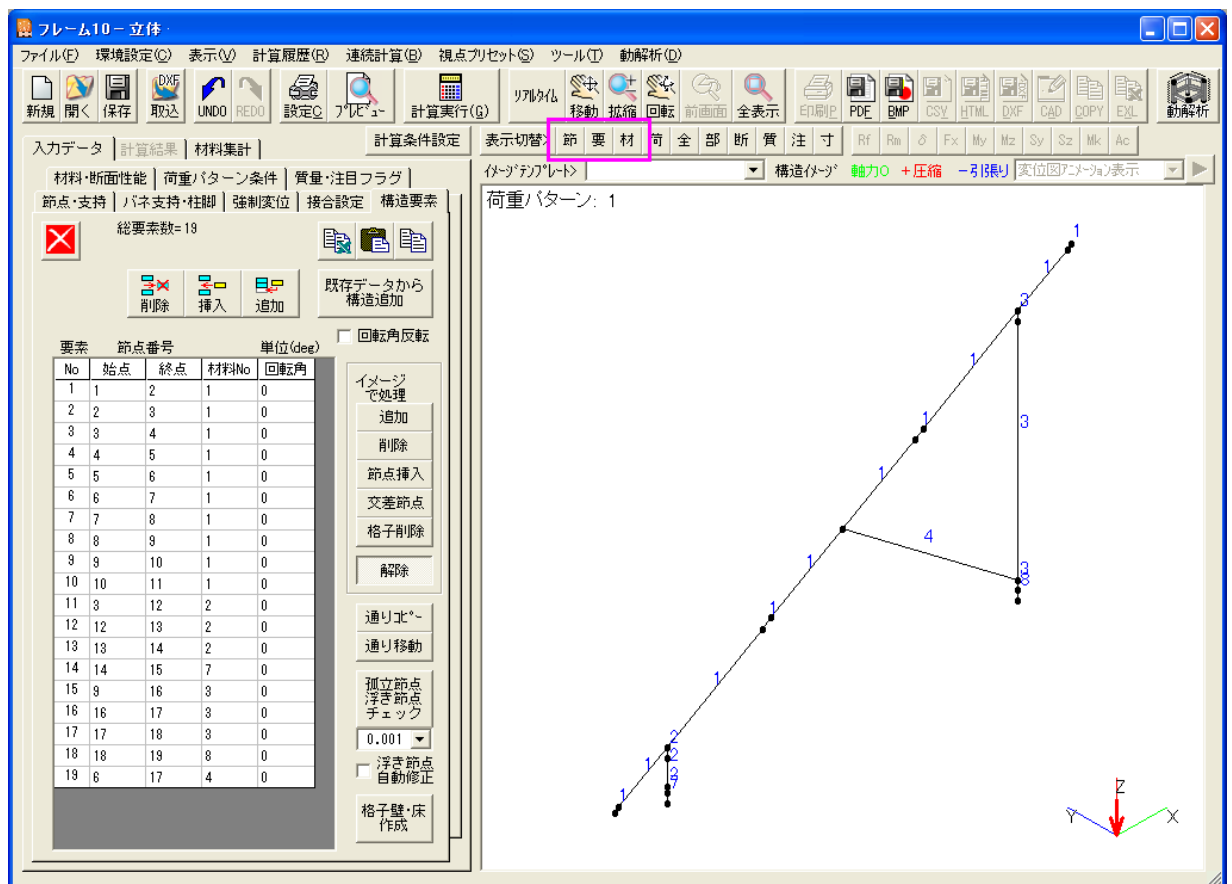 フレーム10－立体
ファイル(F) 環境設定(C) 表示(V) 計算履歴(R) 連続計算(B) 視点プリセット(S) ツール(T) 動解析(D)
新規 開く 保存 DXF 取込 UNDO REDO 設定C ﾌﾟﾚﾋﾞｭｰ 計算実行(G) ﾘｱﾙﾀｲﾑ 移動 拡縮 回転 前画面 全表示 印刷P PDF BMP CSV HTML DXF CAD COPY EXL 動解析
入力データ 計算結果 材料集計 計算条件設定 表示切替> 節 要 材 荷 全 部 断 質 注 寸 Rf Rm δ Fx My Mz Sy Sz Mk Ac
ｲﾒｰｼﾞﾃﾝﾌﾟﾚｰﾄ> 構造ｲﾒｰｼﾞ 軸力0 +圧縮 -引張り 変位図ｱﾆﾒｰｼｮﾝ表示
材料･断面性能 荷重パターン条件 質量･注目フラグ
節点･支持 バネ支持･柱脚 強制変位 接合設定 構造要素
総要素数=19
削除 挿入 追加
既存データから
構造追加
回転角反転
要素 節点番号 単位(deg)
No 始点 終点 材料No 回転角
1 1 2 1 0
2 2 3 1 0
3 3 4 1 0
4 4 5 1 0
5 5 6 1 0
6 6 7 1 0
7 7 8 1 0
8 8 9 1 0
9 9 10 1 0
10 10 11 1 0
11 3 12 2 0
12 12 13 2 0
13 13 14 2 0
14 14 15 7 0
15 9 16 3 0
16 16 17 3 0
17 17 18 3 0
18 18 19 8 0
19 6 17 4 0
イメージ
で処理
追加
削除
節点挿入
交差節点
格子削除
解除
通りｺﾋﾟｰ
通り移動
孤立節点
浮き節点
チェック
0.001
浮き節点
自動修正
格子壁･床
作成
荷重パターン: 1
1
1
3
1
1
3
1
4
1
3
8
1
1
2
2
1
7
1
Z
Y
X